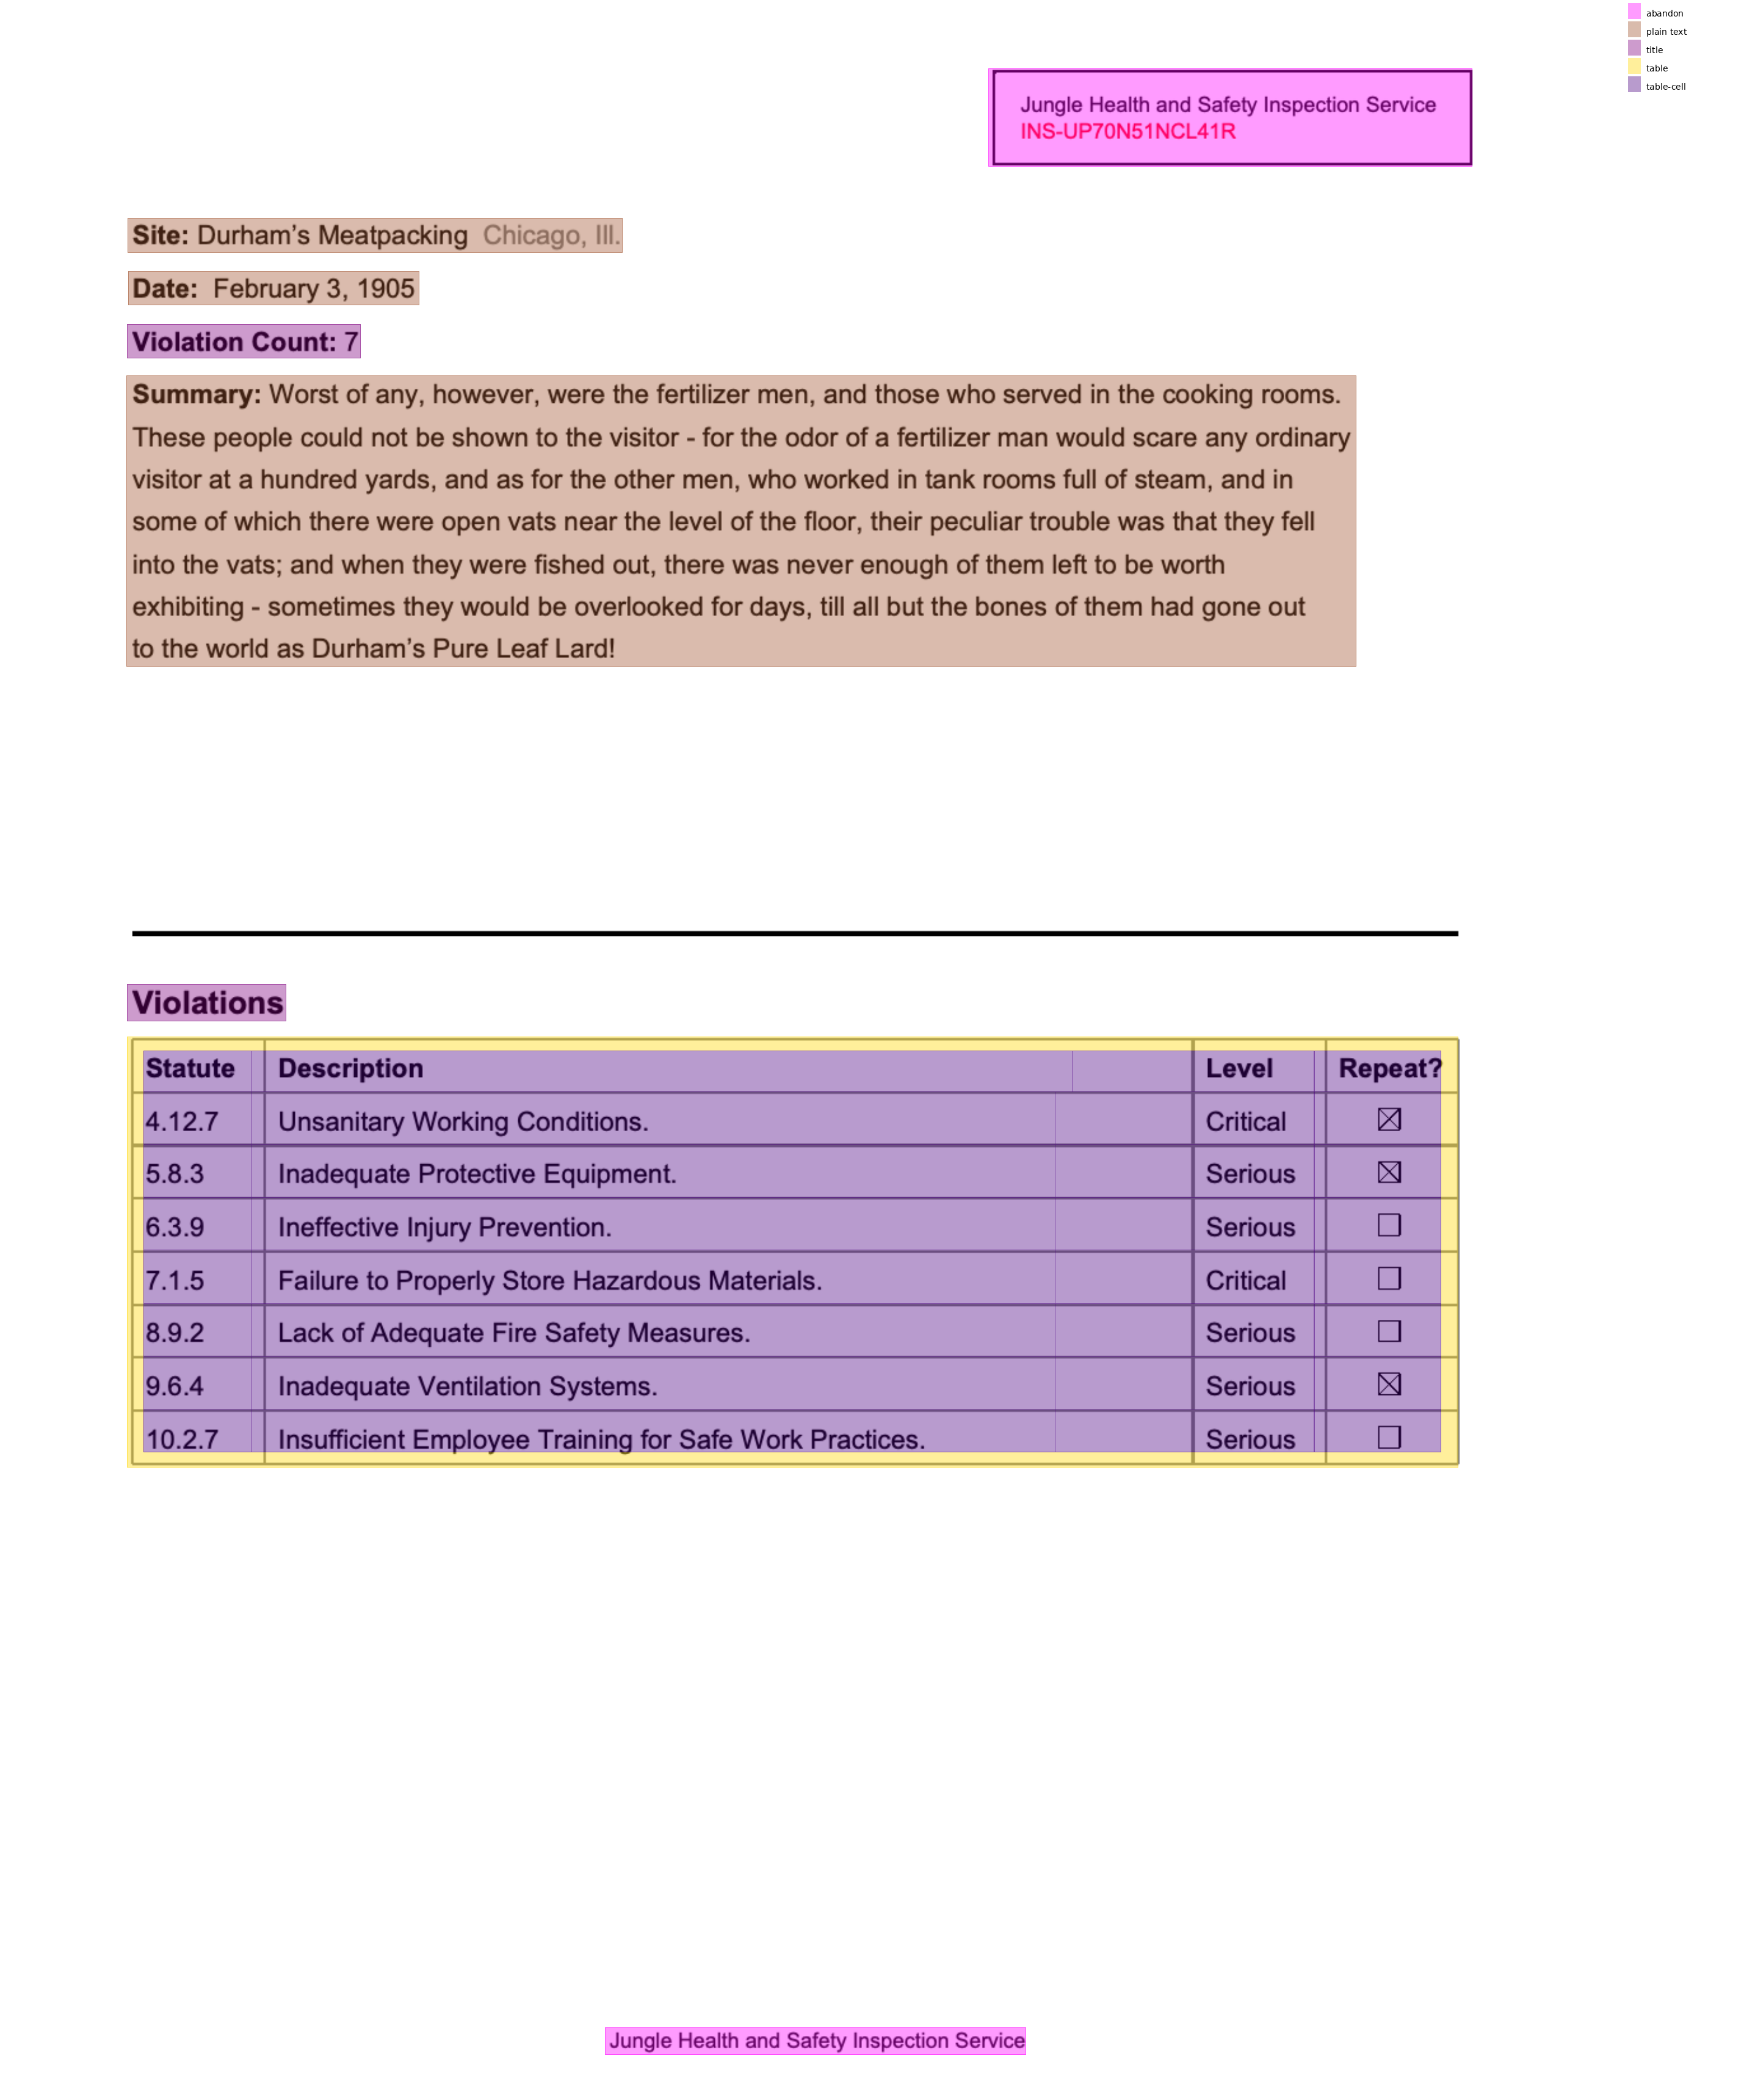 abandon
plain text
title
table
table-cell
Jungle Health and Safety Inspection Service
INS-UP70N51NCL41R
Site: Durham’s Meatpacking Chicago, Ill.
Date: February 3, 1905
Violation Count: 7
Summary: Worst of any, however, were the fertilizer men, and those who served in the cooking rooms.
These people could not be shown to the visitor - for the odor of a fertilizer man would scare any ordinary
visitor at a hundred yards, and as for the other men, who worked in tank rooms full of steam, and in
some of which there were open vats near the level of the floor, their peculiar trouble was that they fell
into the vats; and when they were fished out, there was never enough of them left to be worth
exhibiting - sometimes they would be overlooked for days, till all but the bones of them had gone out
to the world as Durham’s Pure Leaf Lard!
Violations
Statute Description Level Repeat?
4.12.7 Unsanitary Working Conditions. Critical ☒
5.8.3 Inadequate Protective Equipment. Serious ☒
6.3.9 Ineffective Injury Prevention. Serious ☐
7.1.5 Failure to Properly Store Hazardous Materials. Critical ☐
8.9.2 Lack of Adequate Fire Safety Measures. Serious ☐
9.6.4 Inadequate Ventilation Systems. Serious ☒
10.2.7 Insufficient Employee Training for Safe Work Practices. Serious ☐
Jungle Health and Safety Inspection Service